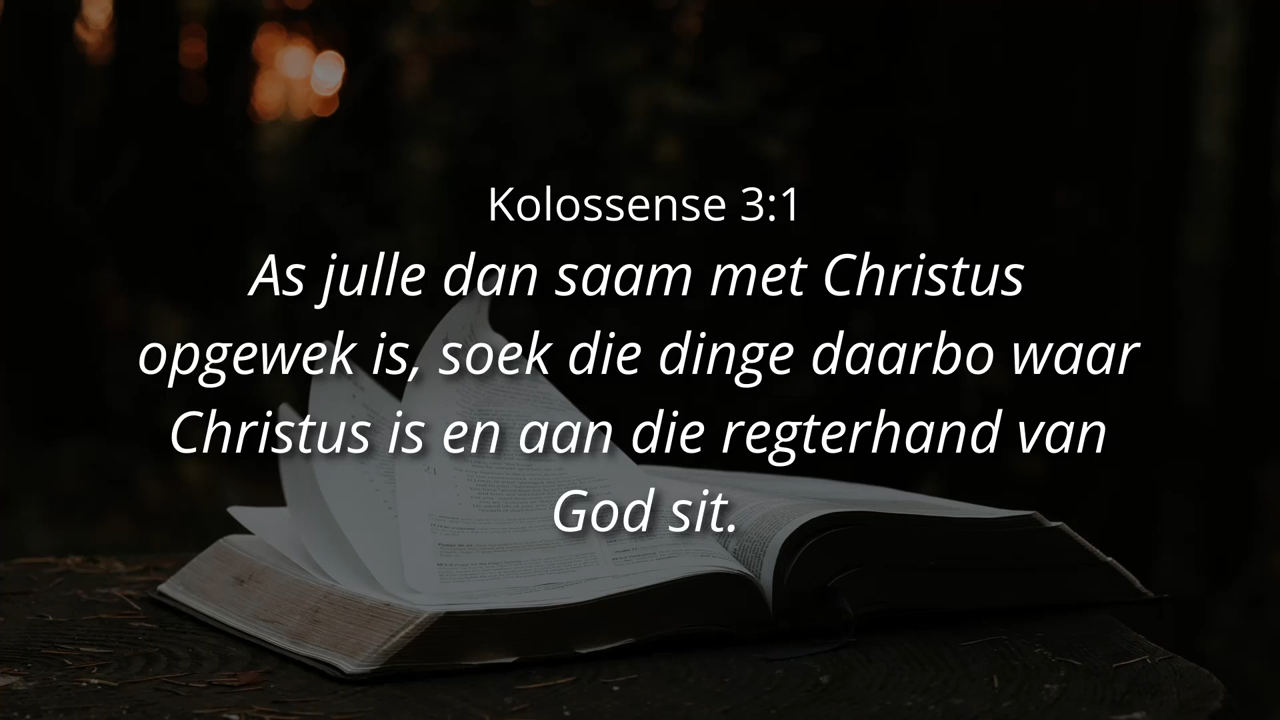 Kolossense 3:1
As julle dan saam met Christus
opgewek is, soek die dinge daarbo waar
Christus is en aan die regterhand van
God sit.